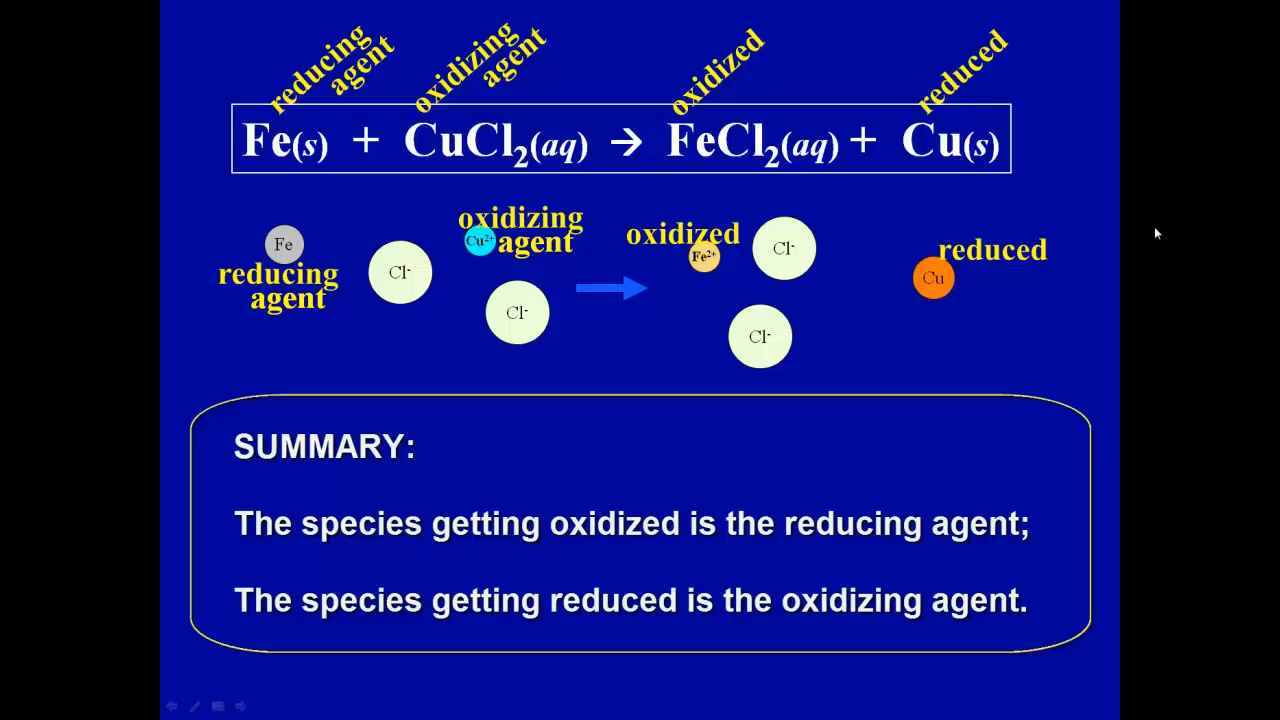 reducing agent
oxidizing agent
oxidized
reduced
Fe(s) + CuCl₂(aq) → FeCl₂(aq) + Cu(s)
Fe
reducing
agent
Cl⁻
oxidizing
Cu²⁺ agent
Cl⁻
oxidized
Fe²⁺
Cl⁻
Cl⁻
reduced
Cu
SUMMARY:
The species getting oxidized is the reducing agent;
The species getting reduced is the oxidizing agent.